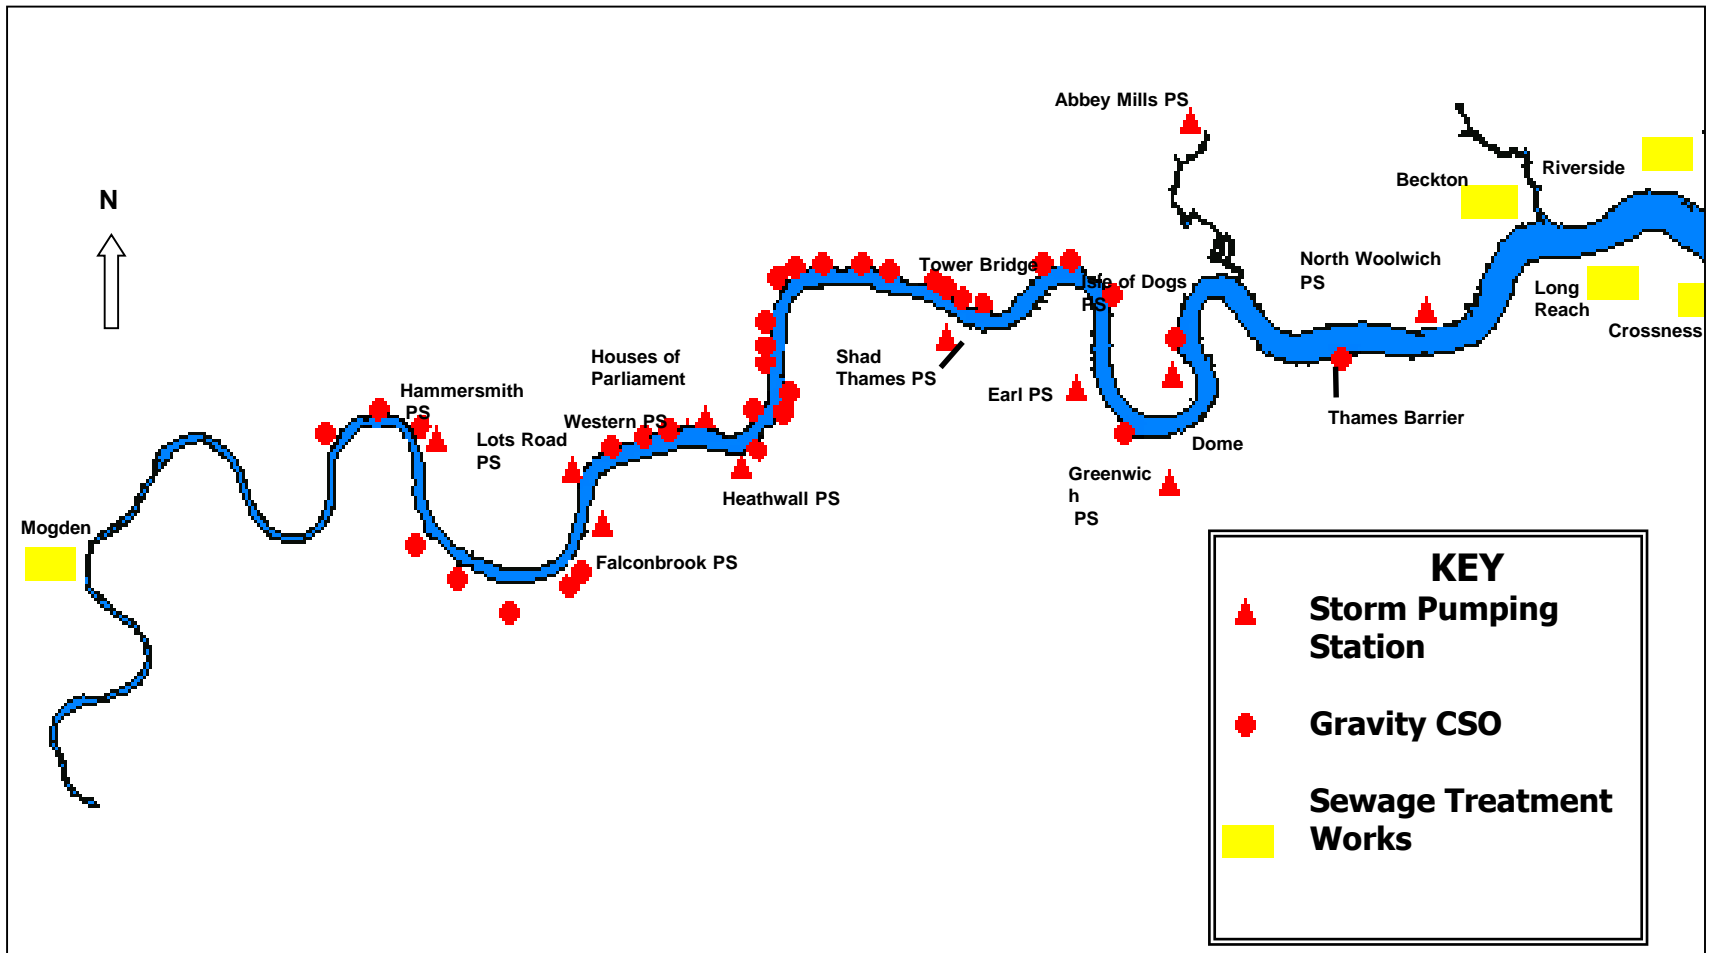 Abbey Mills PS
Riverside
Beckton
N
North Woolwich
PS
Tower Bridge
Isle of Dogs
PS
Long
Reach
Crossness
Houses of
Parliament
Shad
Thames PS
Earl PS
Hammersmith
PS
Thames Barrier
Western PS
Lots Road
PS
Dome
Heathwall PS
Greenwic
h
PS
Mogden
Falconbrook PS
KEY
Storm Pumping
Station
Gravity CSO
Sewage Treatment
Works